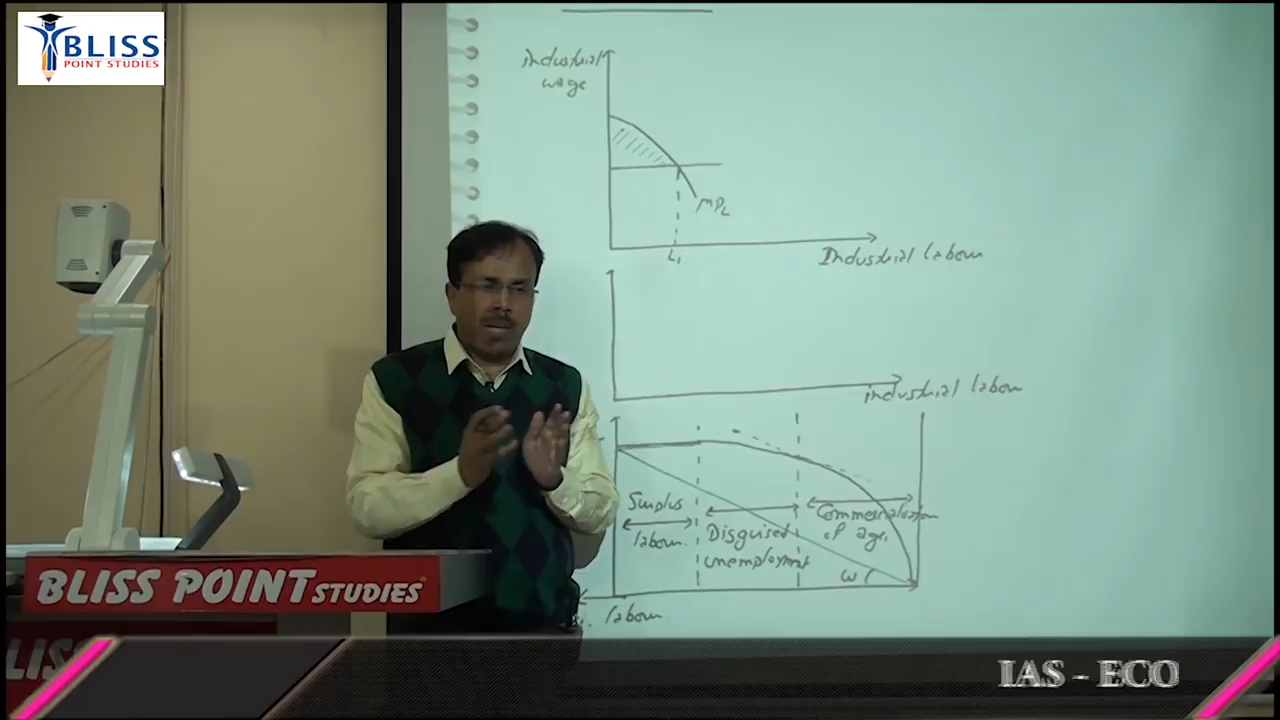 BLISS
POINT STUDIES
industrial
wage
MPL
L1
Industrial labour
industrial labour
Surplus
labour
Disguised
unemployment
Commercialisation
of agri.
w
labour
BLISS POINT STUDIES
IAS - ECO